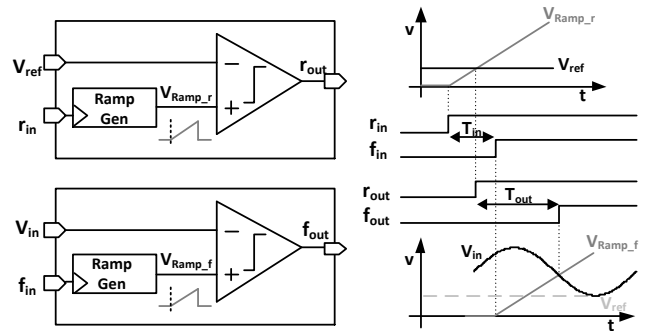 V_ref
r_in
Ramp
Gen
V_Ramp_r
−
+
r_out
V_in
f_in
Ramp
Gen
V_Ramp_f
−
+
f_out
v
V_Ramp_r
V_ref
t
r_in
T_in
f_in
r_out
T_out
f_out
v
V_in
V_Ramp_f
V_ref
t